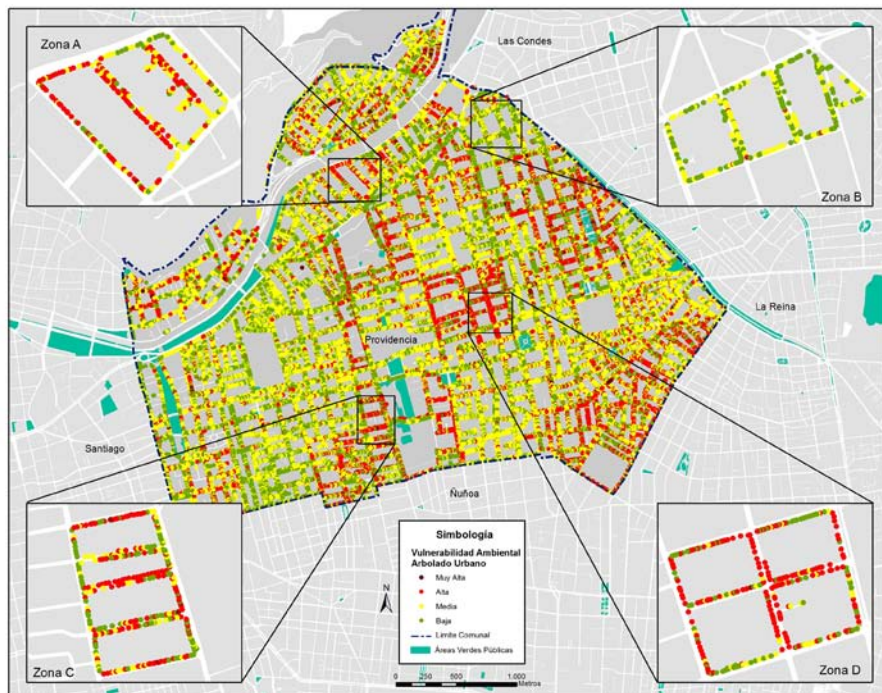 Zona A
Las Condes
Zona B
La Reina
Providencia
Santiago
Ñuñoa
Simbología
Vulnerabilidad Ambiental
Arbolado Urbano
Muy Alta
Alta
Media
Baja
Limite Comunal
Áreas Verdes Públicas
N
0 250 500 1.000
Metros
Zona C
Zona D